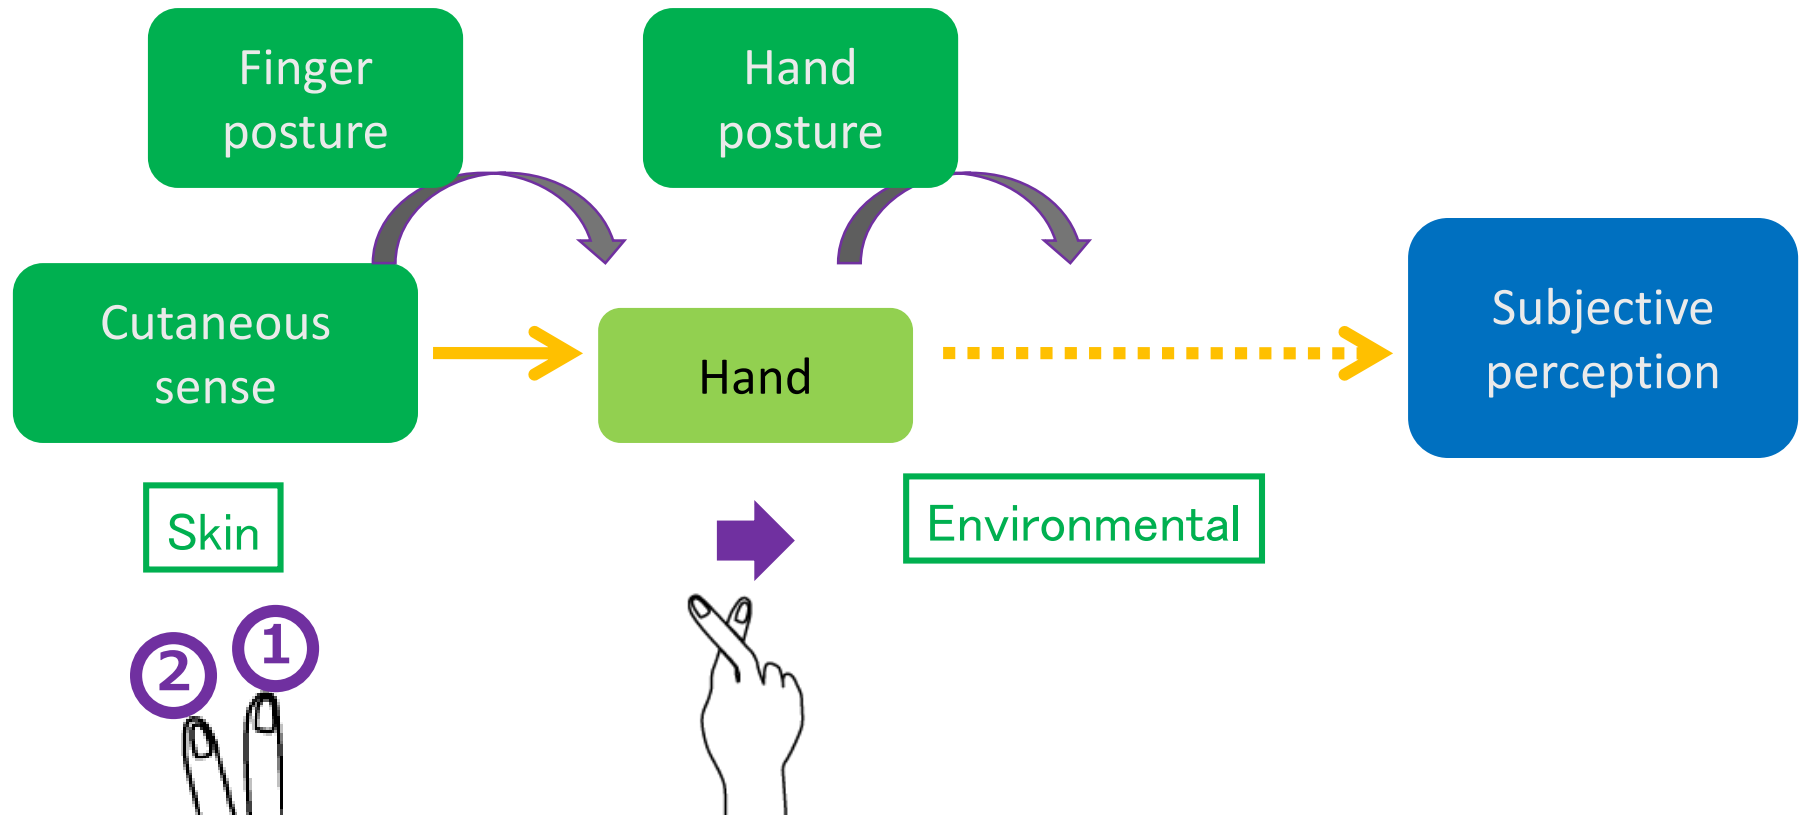 Finger
posture
Hand
posture
Cutaneous
sense
Hand
Subjective
perception
Skin
Environmental
②
①